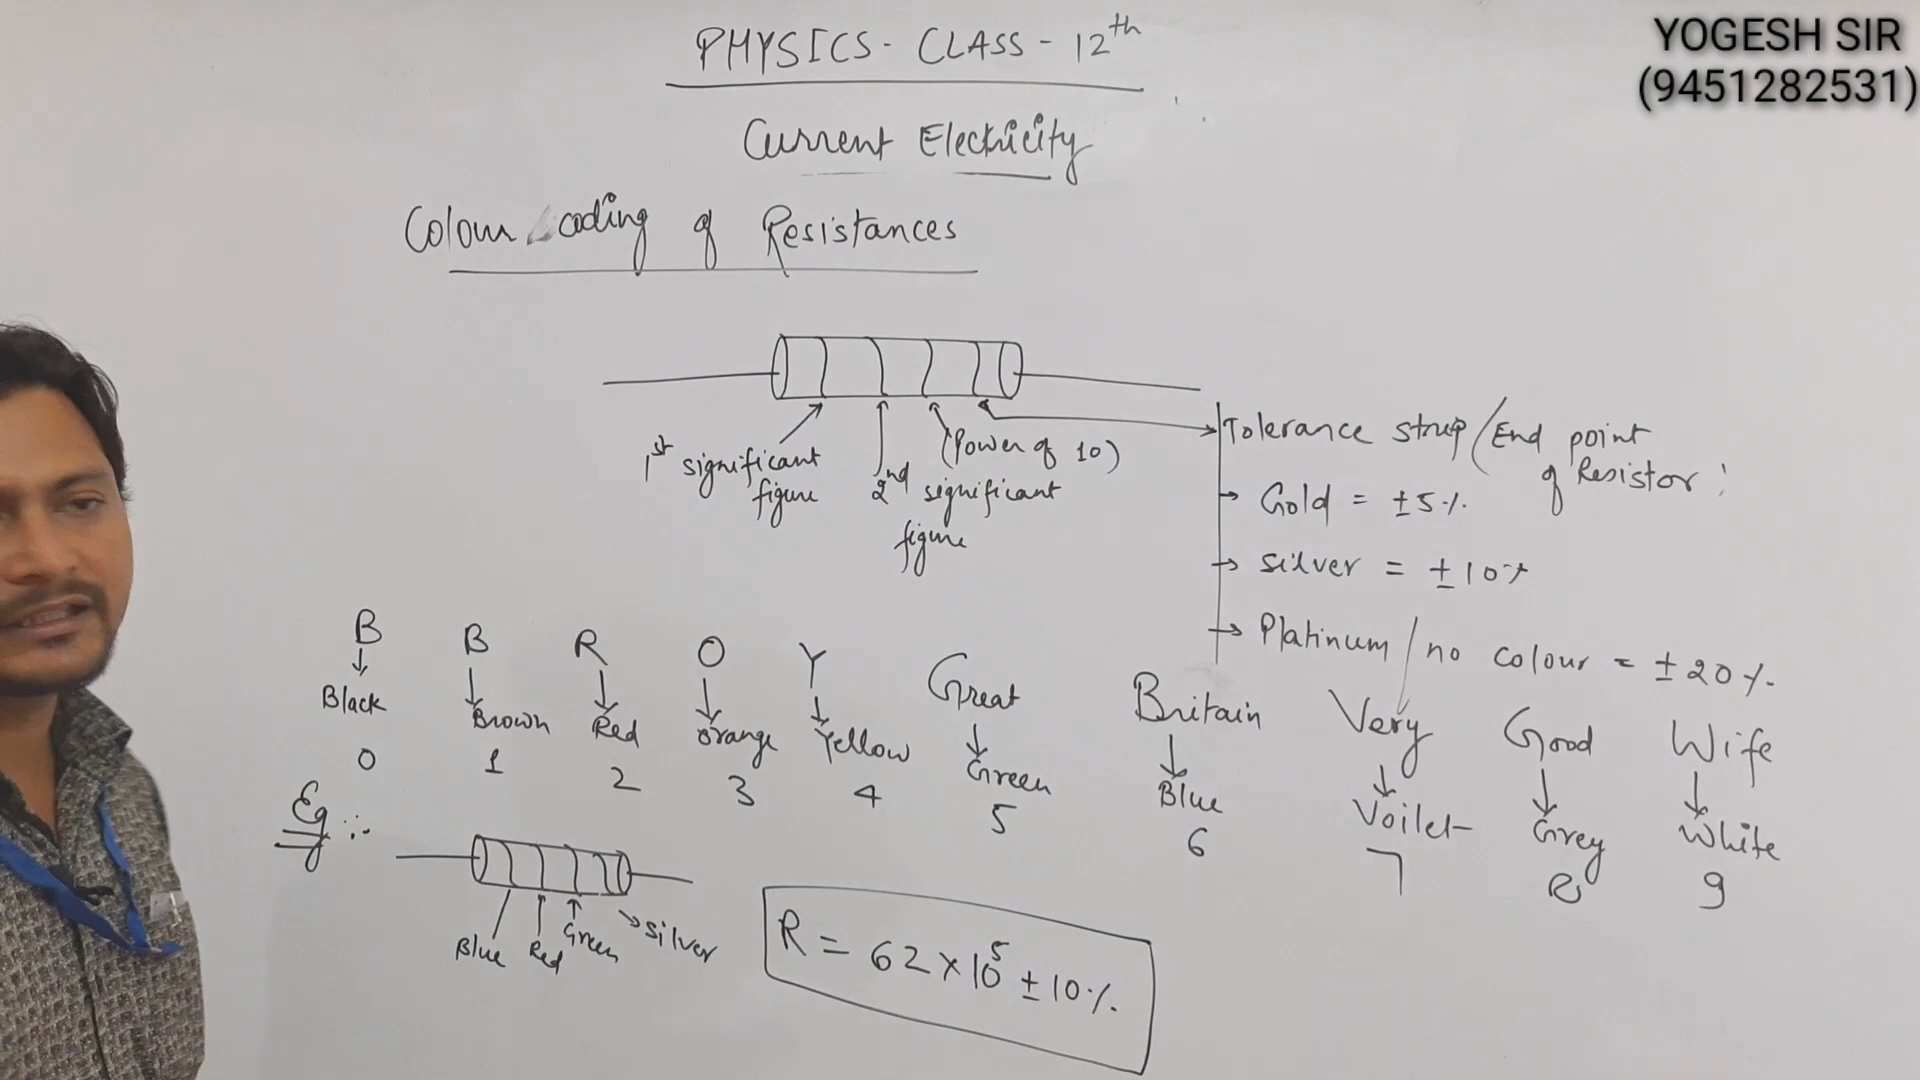 YOGESH SIR
(9451282531)
PHYSICS - CLASS - 12th
Current Electricity
Colour coding of Resistances
1st significant figure
2nd significant figure
(Power of 10)
Tolerance strip / End point of Resistor :
→ Gold = ±5%
→ Silver = ±10%
→ Platinum / no colour = ±20%
B B R O Y Great Britain Very Good Wife
Black Brown Red Orange Yellow Green Blue Voilet Grey White
0 1 2 3 4 5 6 7 8 9
Eg :-
Blue Red Green → Silver
R = 62 × 10⁵ ± 10%